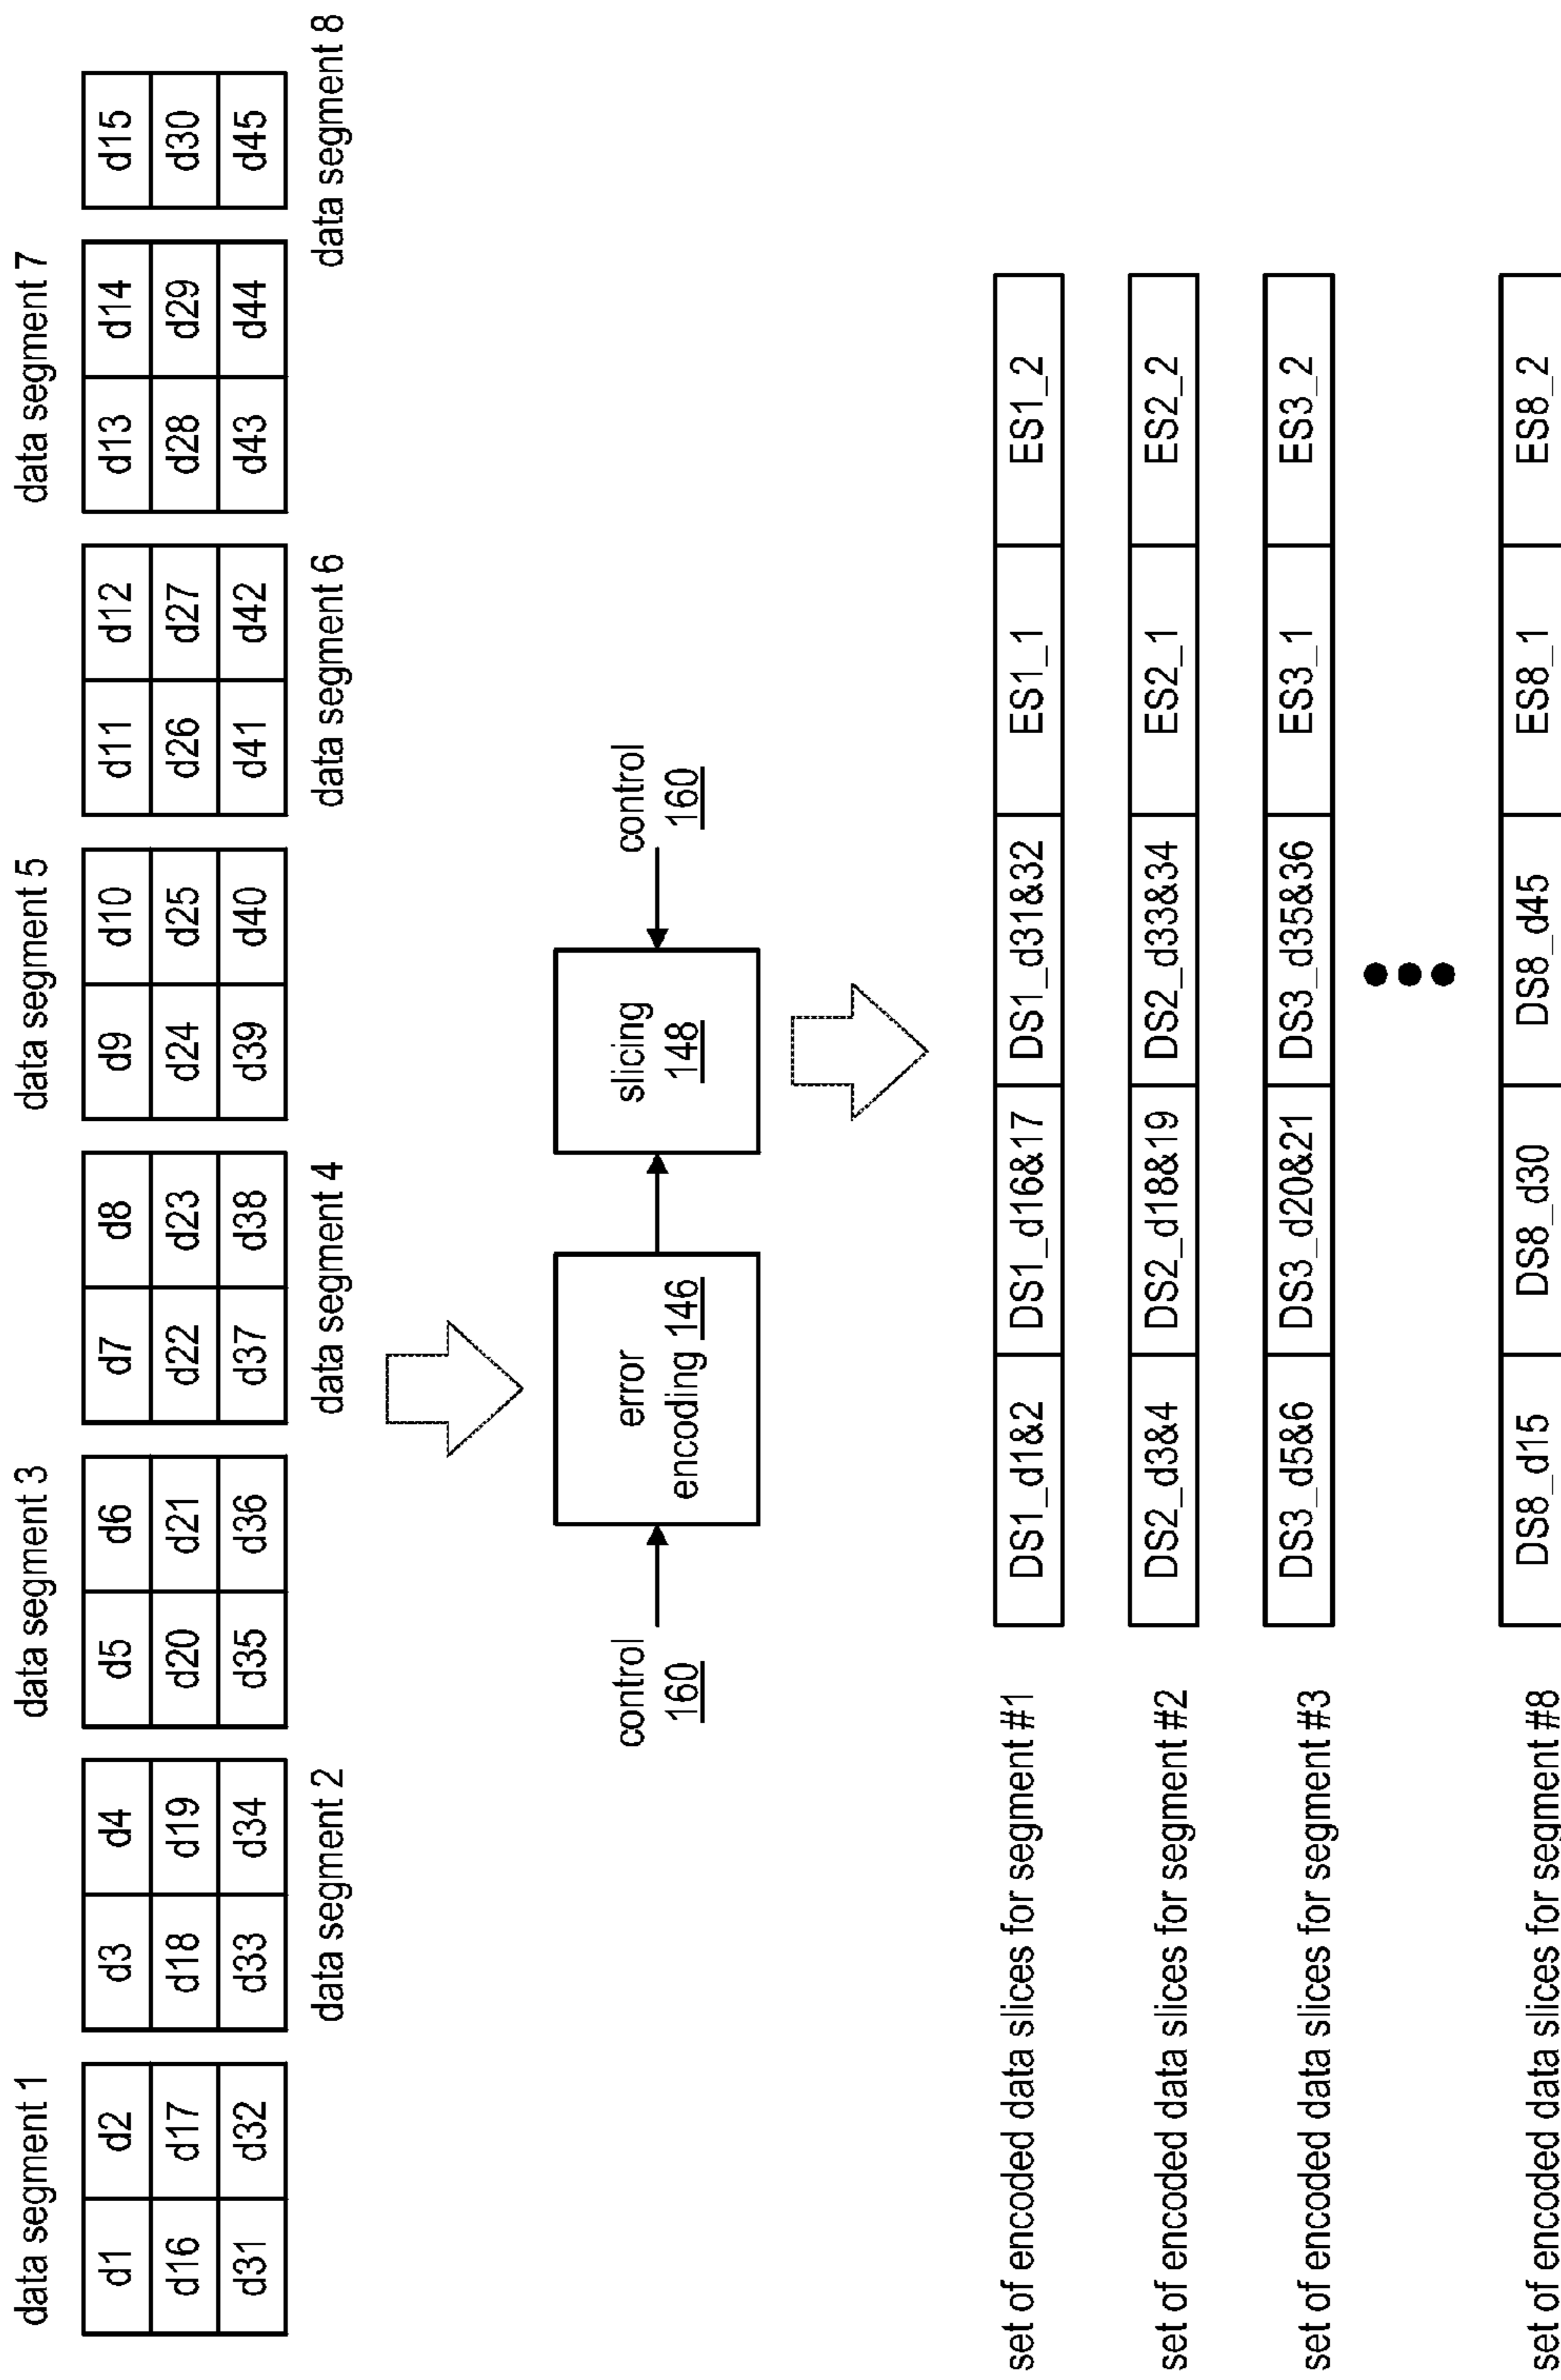 data segment 1
data segment 3
data segment 5
data segment 7
d1 d2 d3 d4 d5 d6 d7 d8 d9 d10 d11 d12 d13 d14 d15
d16 d17 d18 d19 d20 d21 d22 d23 d24 d25 d26 d27 d28 d29 d30
d31 d32 d33 d34 d35 d36 d37 d38 d39 d40 d41 d42 d43 d44 d45
data segment 2
data segment 4
data segment 6
data segment 8
control
160
error
encoding 146
slicing
148
control
160
set of encoded data slices for segment #1
DS1_d1&2 DS1_d16&17 DS1_d31&32 ES1_1 ES1_2
set of encoded data slices for segment #2
DS2_d3&4 DS2_d18&19 DS2_d33&34 ES2_1 ES2_2
set of encoded data slices for segment #3
DS3_d5&6 DS3_d20&21 DS3_d35&36 ES3_1 ES3_2
set of encoded data slices for segment #8
DS8_d15 DS8_d30 DS8_d45 ES8_1 ES8_2